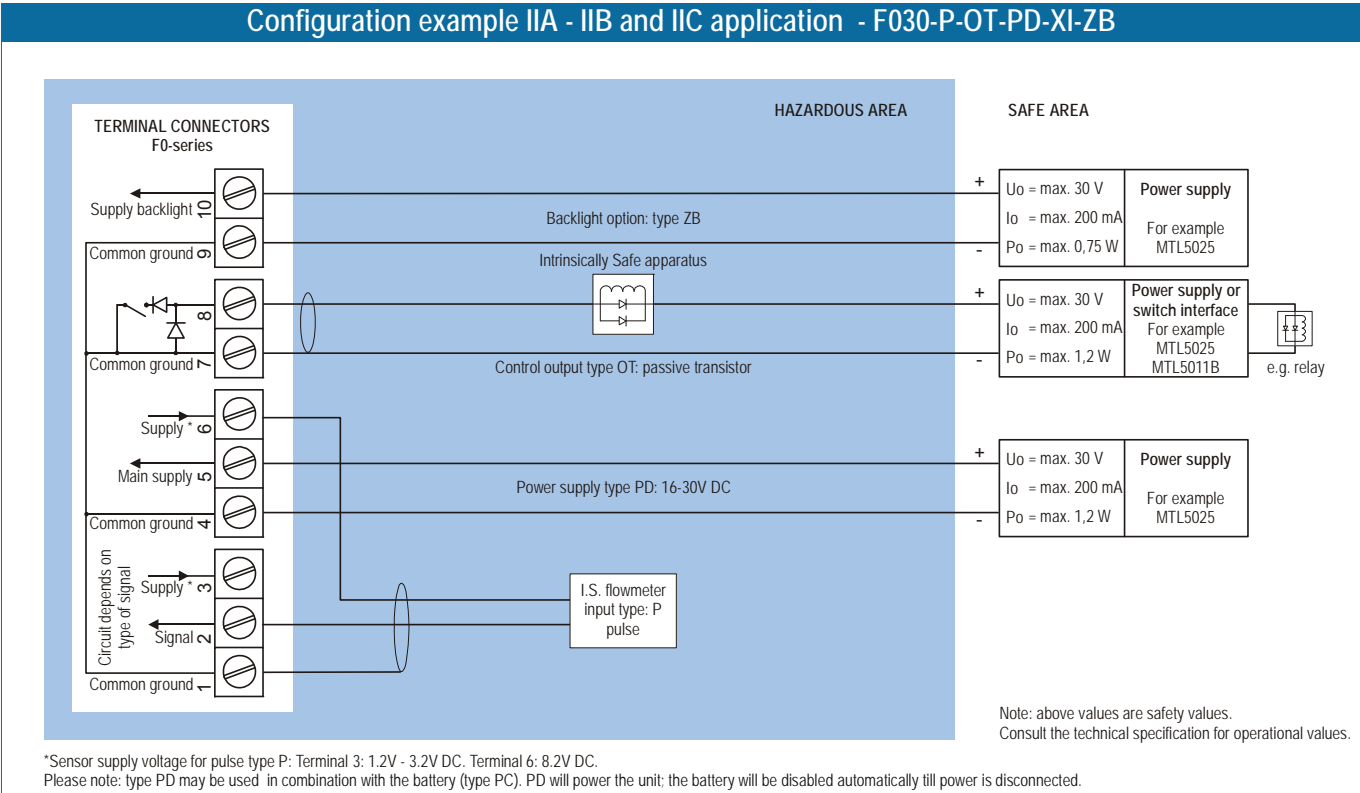 Configuration example IIA - IIB and IIC application - F030-P-OT-PD-XI-ZB
HAZARDOUS AREA
SAFE AREA
TERMINAL CONNECTORS
F0-series
Supply backlight
10
Common ground
9
Backlight option: type ZB
+
-
Uo = max. 30 V
Io = max. 200 mA
Po = max. 0,75 W
Power supply
For example
MTL5025
Intrinsically Safe apparatus
8
Common ground
7
Control output type OT: passive transistor
+
-
Uo = max. 30 V
Io = max. 200 mA
Po = max. 1,2 W
Power supply or
switch interface
For example
MTL5025
MTL5011B
e.g. relay
Supply *
6
Main supply
5
Common ground
4
Power supply type PD: 16-30V DC
+
-
Uo = max. 30 V
Io = max. 200 mA
Po = max. 1,2 W
Power supply
For example
MTL5025
Circuit depends on
type of signal
Supply *
3
Signal
2
Common ground
1
I.S. flowmeter
input type: P
pulse
Note: above values are safety values.
Consult the technical specification for operational values.
*Sensor supply voltage for pulse type P: Terminal 3: 1.2V - 3.2V DC. Terminal 6: 8.2V DC.
Please note: type PD may be used in combination with the battery (type PC). PD will power the unit; the battery will be disabled automatically till power is disconnected.